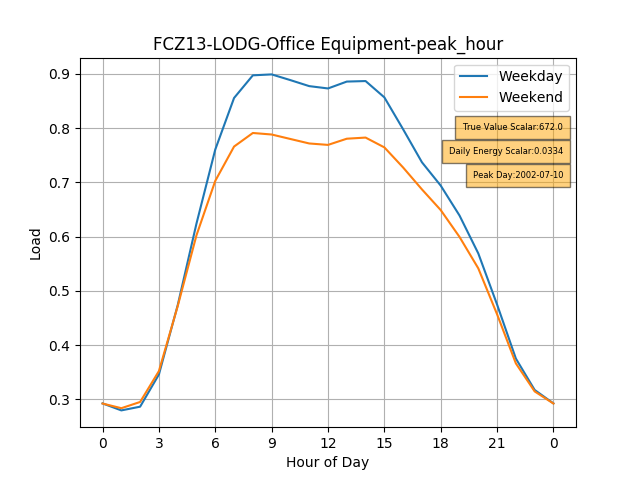 FCZ13-LODG-Office Equipment-peak_hour
0.9
0.8
0.7
0.6
0.5
0.4
0.3
Load
Weekday
Weekend
True Value Scalar:672.0
Daily Energy Scalar:0.0334
Peak Day:2002-07-10
0 3 6 9 12 15 18 21 0
Hour of Day